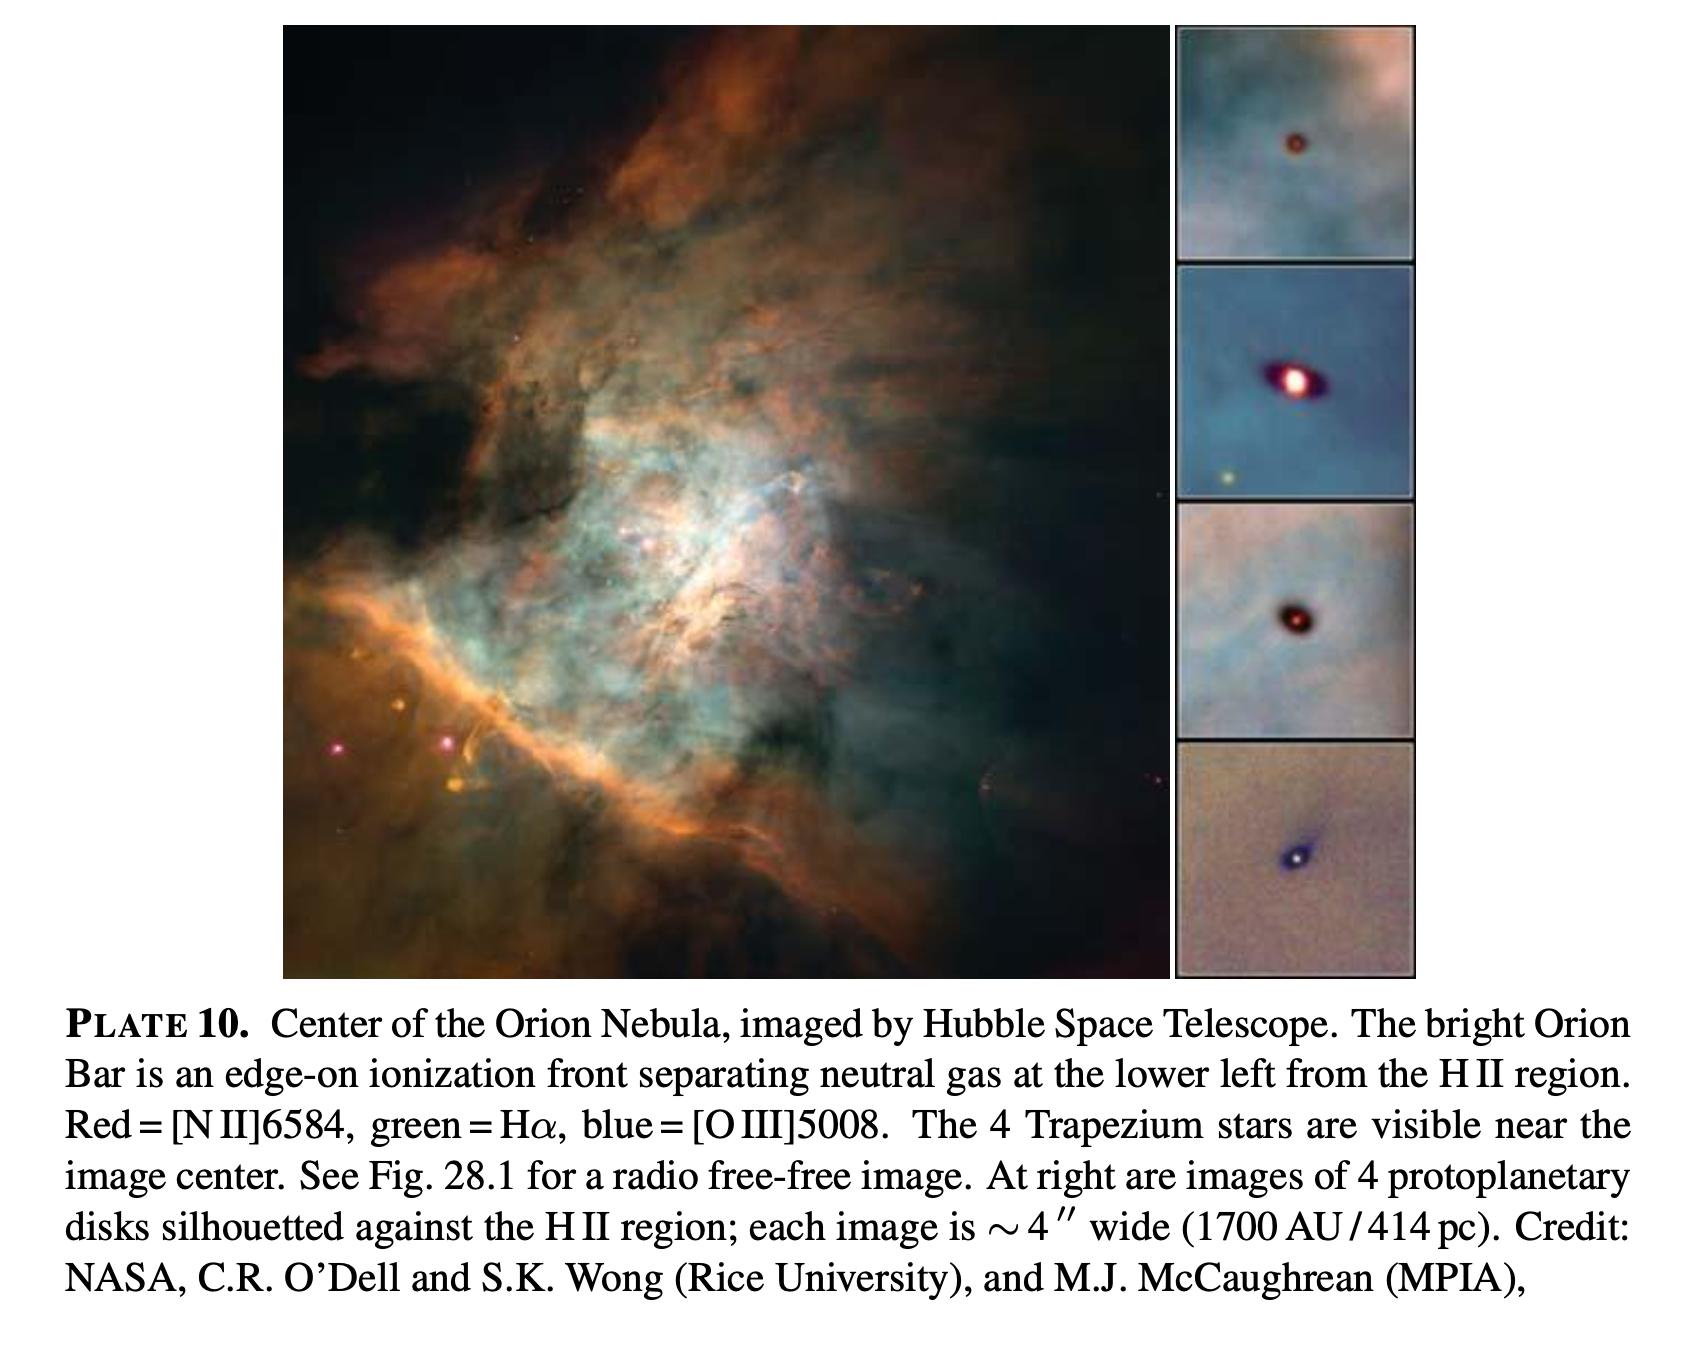 PLATE 10. Center of the Orion Nebula, imaged by Hubble Space Telescope. The bright Orion
Bar is an edge-on ionization front separating neutral gas at the lower left from the H II region.
Red = [N II]6584, green = Hα, blue = [O III]5008. The 4 Trapezium stars are visible near the
image center. See Fig. 28.1 for a radio free-free image. At right are images of 4 protoplanetary
disks silhouetted against the H II region; each image is ∼ 4″ wide (1700 AU / 414 pc). Credit:
NASA, C.R. O’Dell and S.K. Wong (Rice University), and M.J. McCaughrean (MPIA),